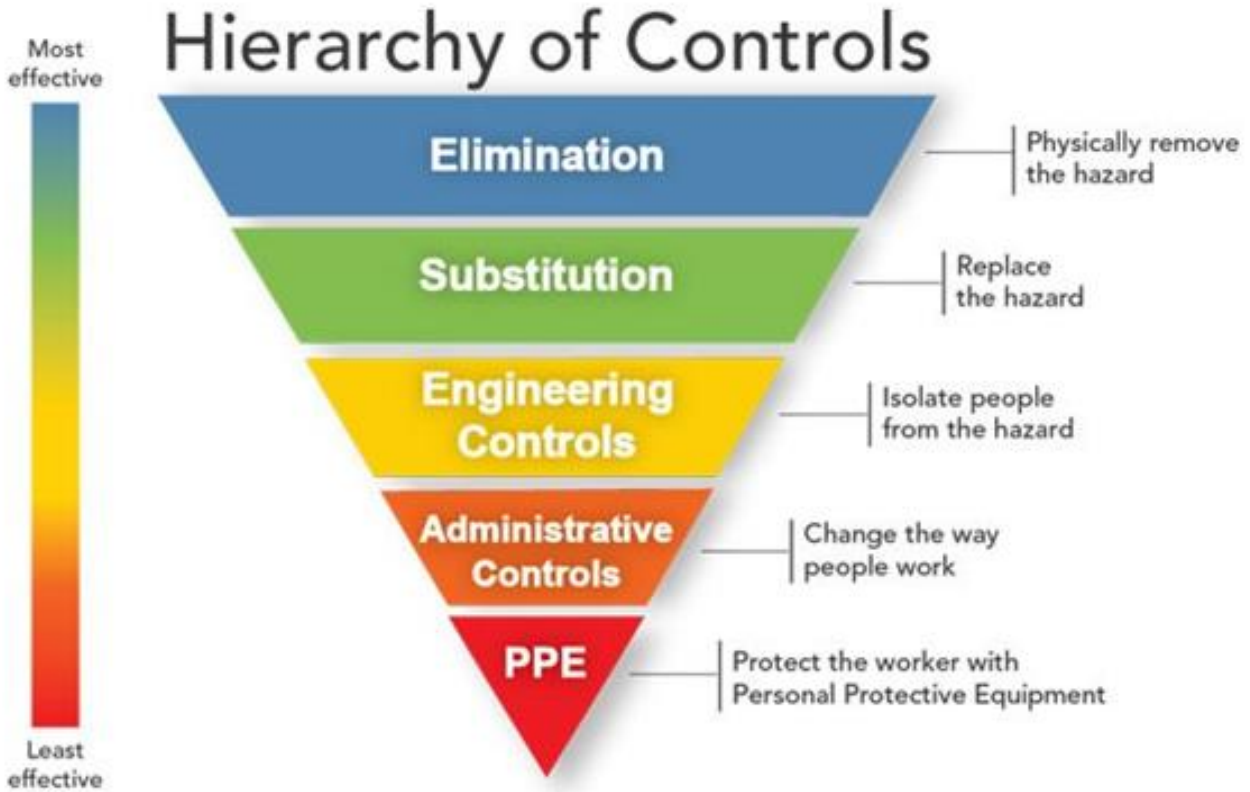 Hierarchy of Controls
Most
effective
Elimination
Physically remove
the hazard
Substitution
Replace
the hazard
Engineering
Controls
Isolate people
from the hazard
Administrative
Controls
Change the way
people work
PPE
Protect the worker with
Personal Protective Equipment
Least
effective